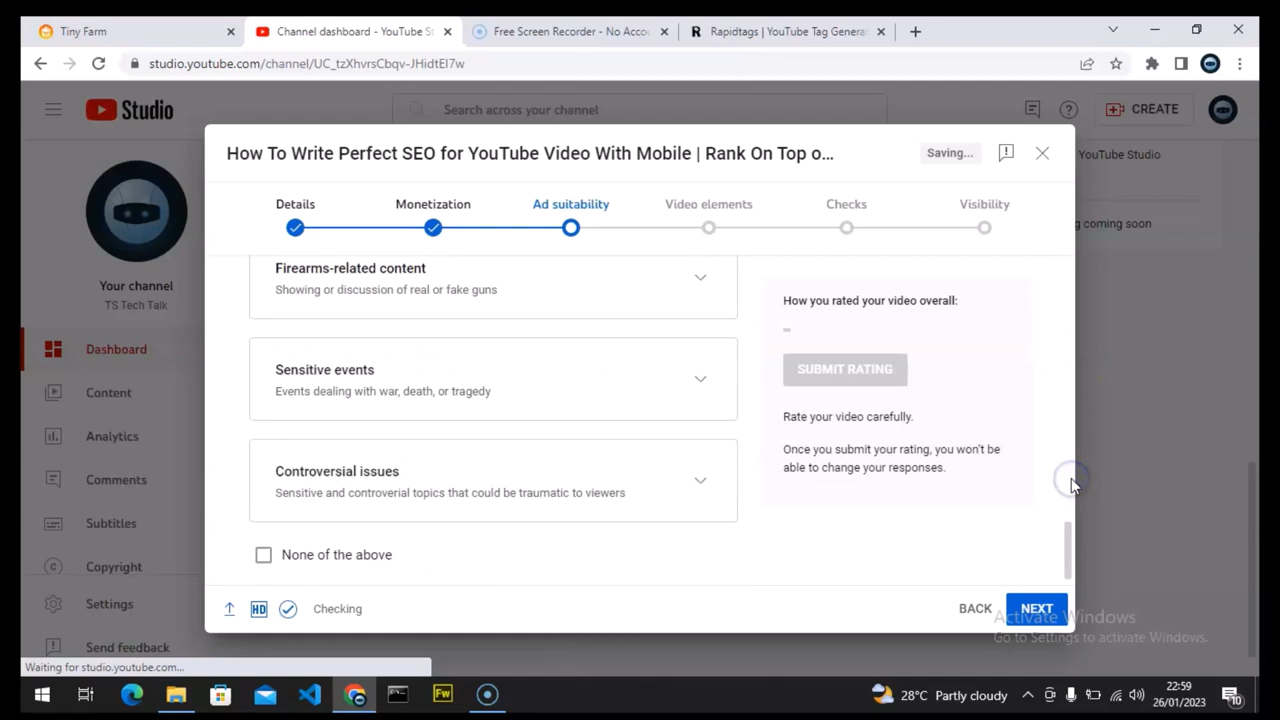 Tiny Farm
Channel dashboard - YouTube St
Free Screen Recorder - No Accou
Rapidtags | YouTube Tag Generat
studio.youtube.com/channel/UC_tzXhvrsCbqv-JHidtEI7w
Studio
Search across your channel
CREATE
How To Write Perfect SEO for YouTube Video With Mobile | Rank On Top o...
Saving...
YouTube Studio
Details
Monetization
Ad suitability
Video elements
Checks
Visibility
g coming soon
Your channel
TS Tech Talk
Dashboard
Content
Analytics
Comments
Subtitles
Copyright
Settings
Send feedback
Firearms-related content
Showing or discussion of real or fake guns
Sensitive events
Events dealing with war, death, or tragedy
Controversial issues
Sensitive and controverial topics that could be traumatic to viewers
None of the above
How you rated your video overall:
–
SUBMIT RATING
Rate your video carefully.
Once you submit your rating, you won't be
able to change your responses.
HD
Checking
BACK
NEXT
Activate Windows
Go to Settings to activate Windows.
Waiting for studio.youtube.com...
Fw
28°C Partly cloudy
22:59
26/01/2023
10